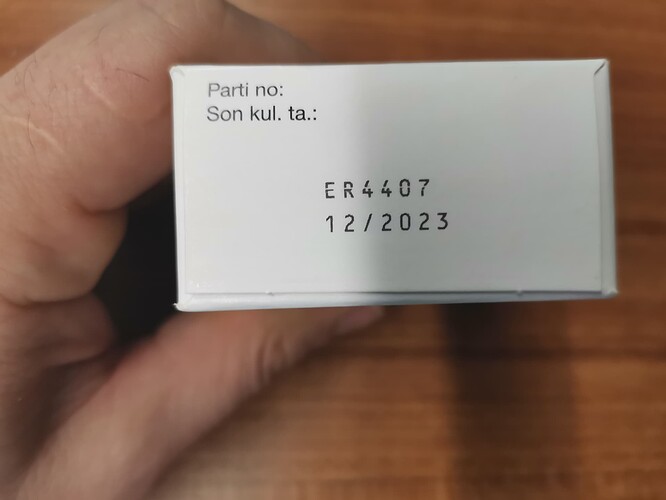 Parti no:
Son kul. ta.:
ER4407
12/2023